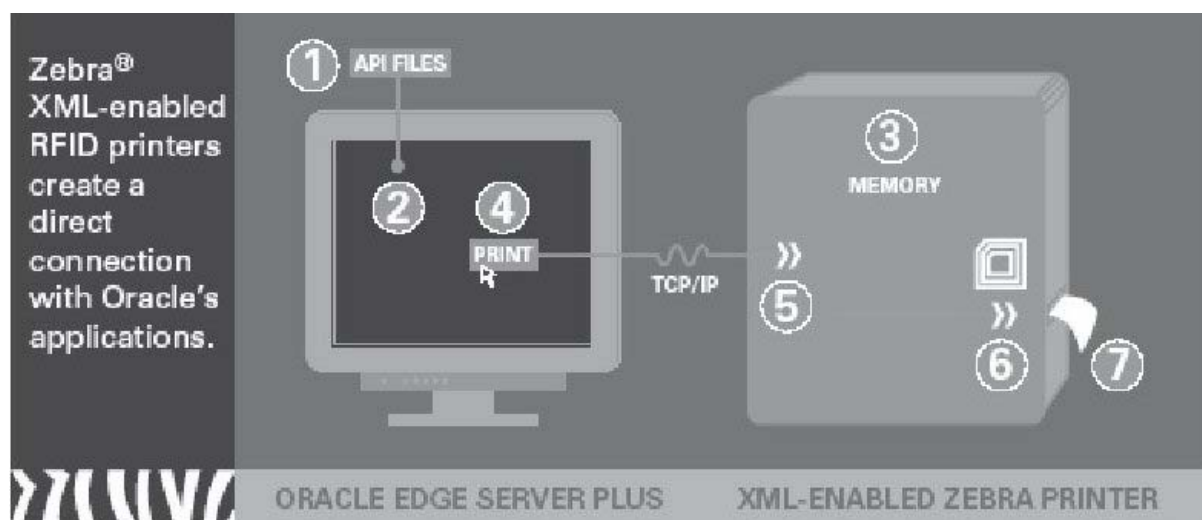 Zebra®
XML-enabled
RFID printers
create a
direct
connection
with Oracle's
applications.
1 API FILES
2
4
PRINT
TCP/IP
3
MEMORY
5
6
7
ORACLE EDGE SERVER PLUS
XML-ENABLED ZEBRA PRINTER